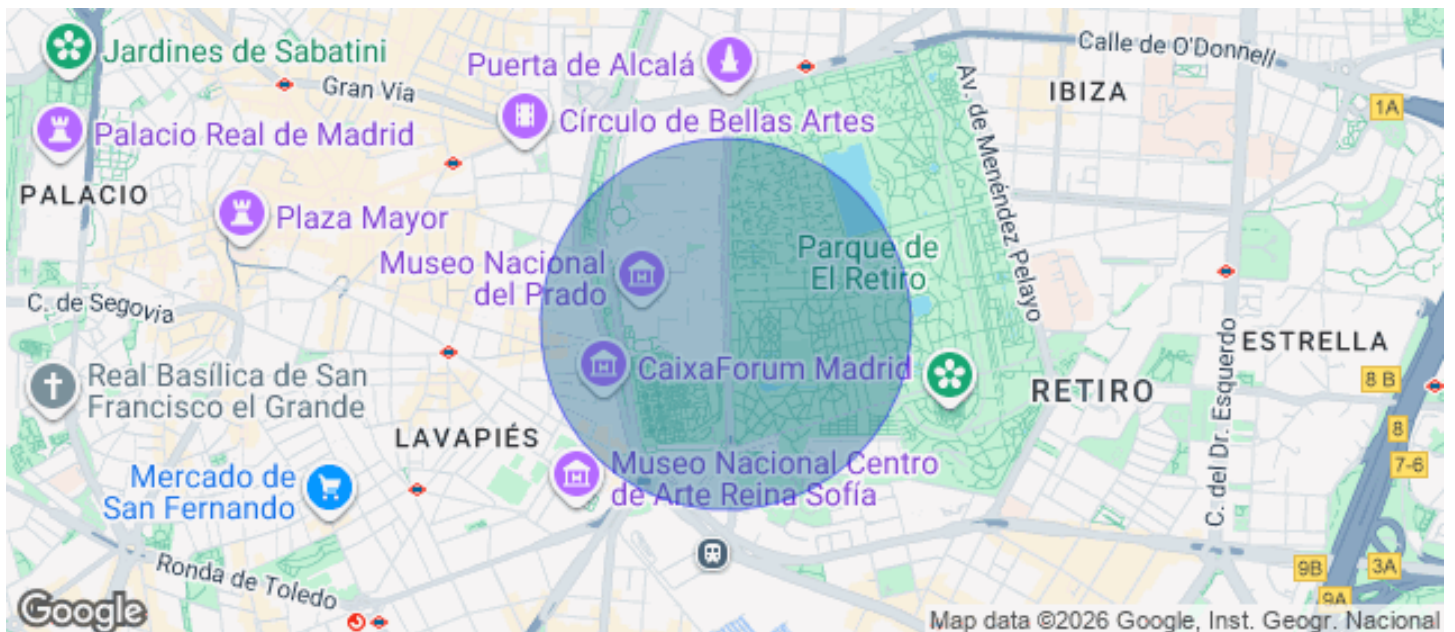 Jardines de Sabatini
Gran Vía
Puerta de Alcalá
Calle de O'Donnell
IBIZA
1A
Palacio Real de Madrid
Círculo de Bellas Artes
Av. de Menéndez Pelayo
PALACIO
Plaza Mayor
Museo Nacional
del Prado
Parque de
El Retiro
C. de Segovia
ESTRELLA
Real Basílica de San
Francisco el Grande
CaixaForum Madrid
RETIRO
C. del Dr. Esquerdo
8 B
LAVAPIÉS
8
7-6
Mercado de
San Fernando
Museo Nacional Centro
de Arte Reina Sofía
Ronda de Toledo
9B
3A
9A
Google
Map data ©2026 Google, Inst. Geogr. Nacional